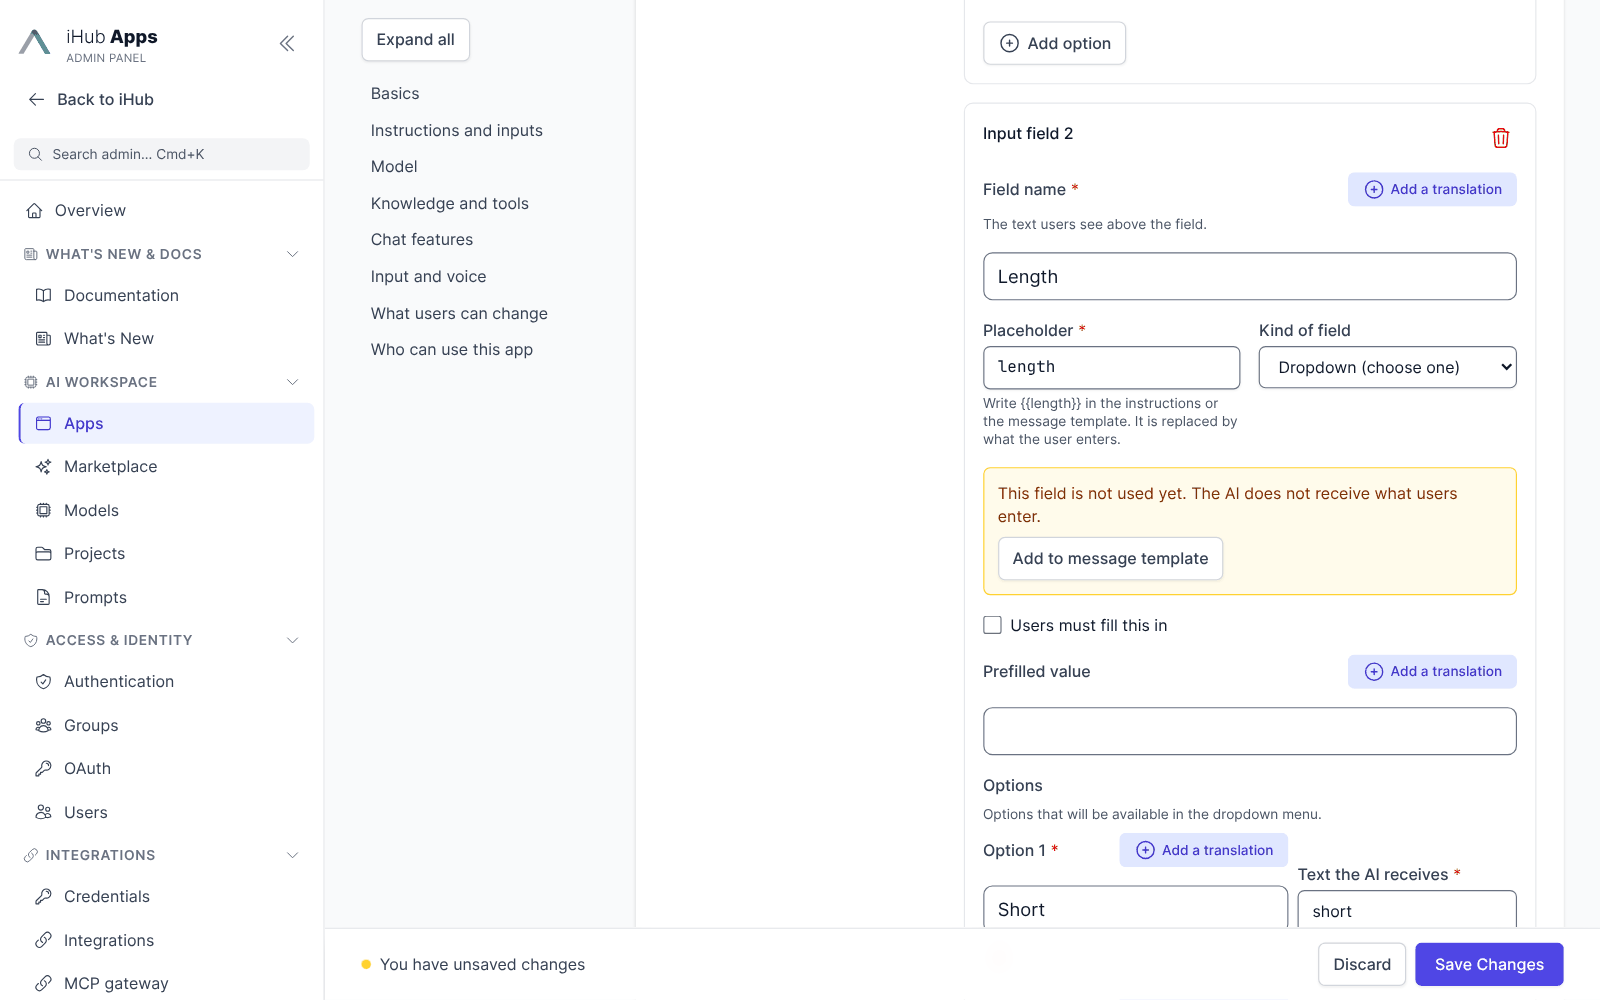 iHub Apps
ADMIN PANEL
Back to iHub
Search admin... Cmd+K
Overview
WHAT'S NEW & DOCS
Documentation
What's New
AI WORKSPACE
Apps
Marketplace
Models
Projects
Prompts
ACCESS & IDENTITY
Authentication
Groups
OAuth
Users
INTEGRATIONS
Credentials
Integrations
MCP gateway
Expand all
Basics
Instructions and inputs
Model
Knowledge and tools
Chat features
Input and voice
What users can change
Who can use this app
Add option
Input field 2
Field name *
Add a translation
The text users see above the field.
Length
Placeholder *
Kind of field
length
Dropdown (choose one)
Write {{length}} in the instructions or
the message template. It is replaced by
what the user enters.
This field is not used yet. The AI does not receive what users
enter.
Add to message template
Users must fill this in
Prefilled value
Add a translation
Options
Options that will be available in the dropdown menu.
Option 1 *
Add a translation
Text the AI receives *
Short
short
You have unsaved changes
Discard
Save Changes